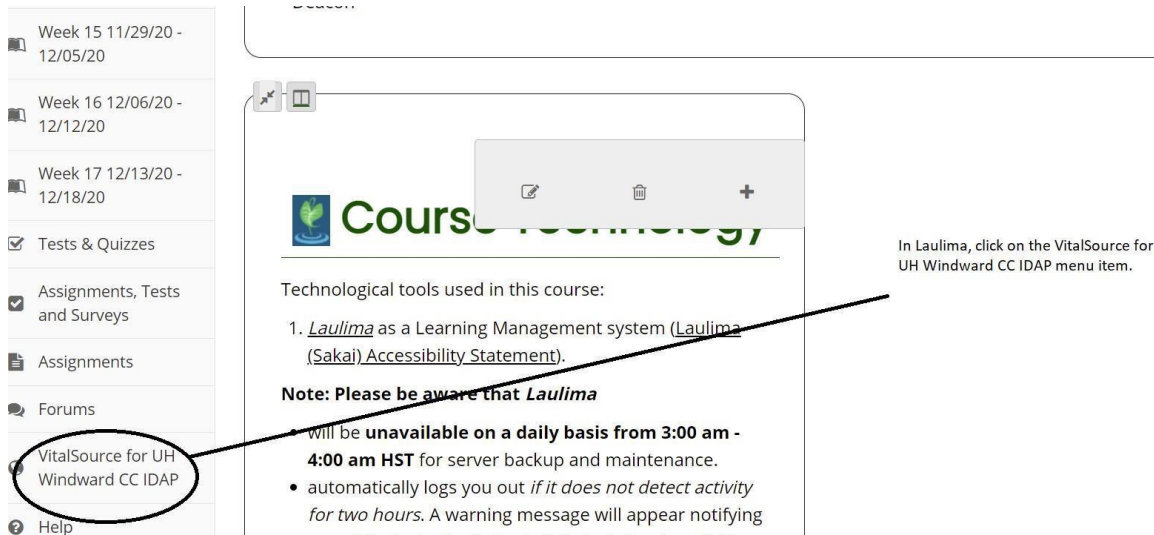 Week 15 11/29/20 -
12/05/20
Week 16 12/06/20 -
12/12/20
Week 17 12/13/20 -
12/18/20
Tests & Quizzes
Assignments, Tests
and Surveys
Assignments
Forums
VitalSource for UH
Windward CC IDAP
Help
Deacon
Course Technology
Technological tools used in this course:
1. Laulima as a Learning Management system (Laulima
(Sakai) Accessibility Statement).
Note: Please be aware that Laulima
• will be unavailable on a daily basis from 3:00 am -
4:00 am HST for server backup and maintenance.
• automatically logs you out if it does not detect activity
for two hours. A warning message will appear notifying
In Laulima, click on the VitalSource for
UH Windward CC IDAP menu item.